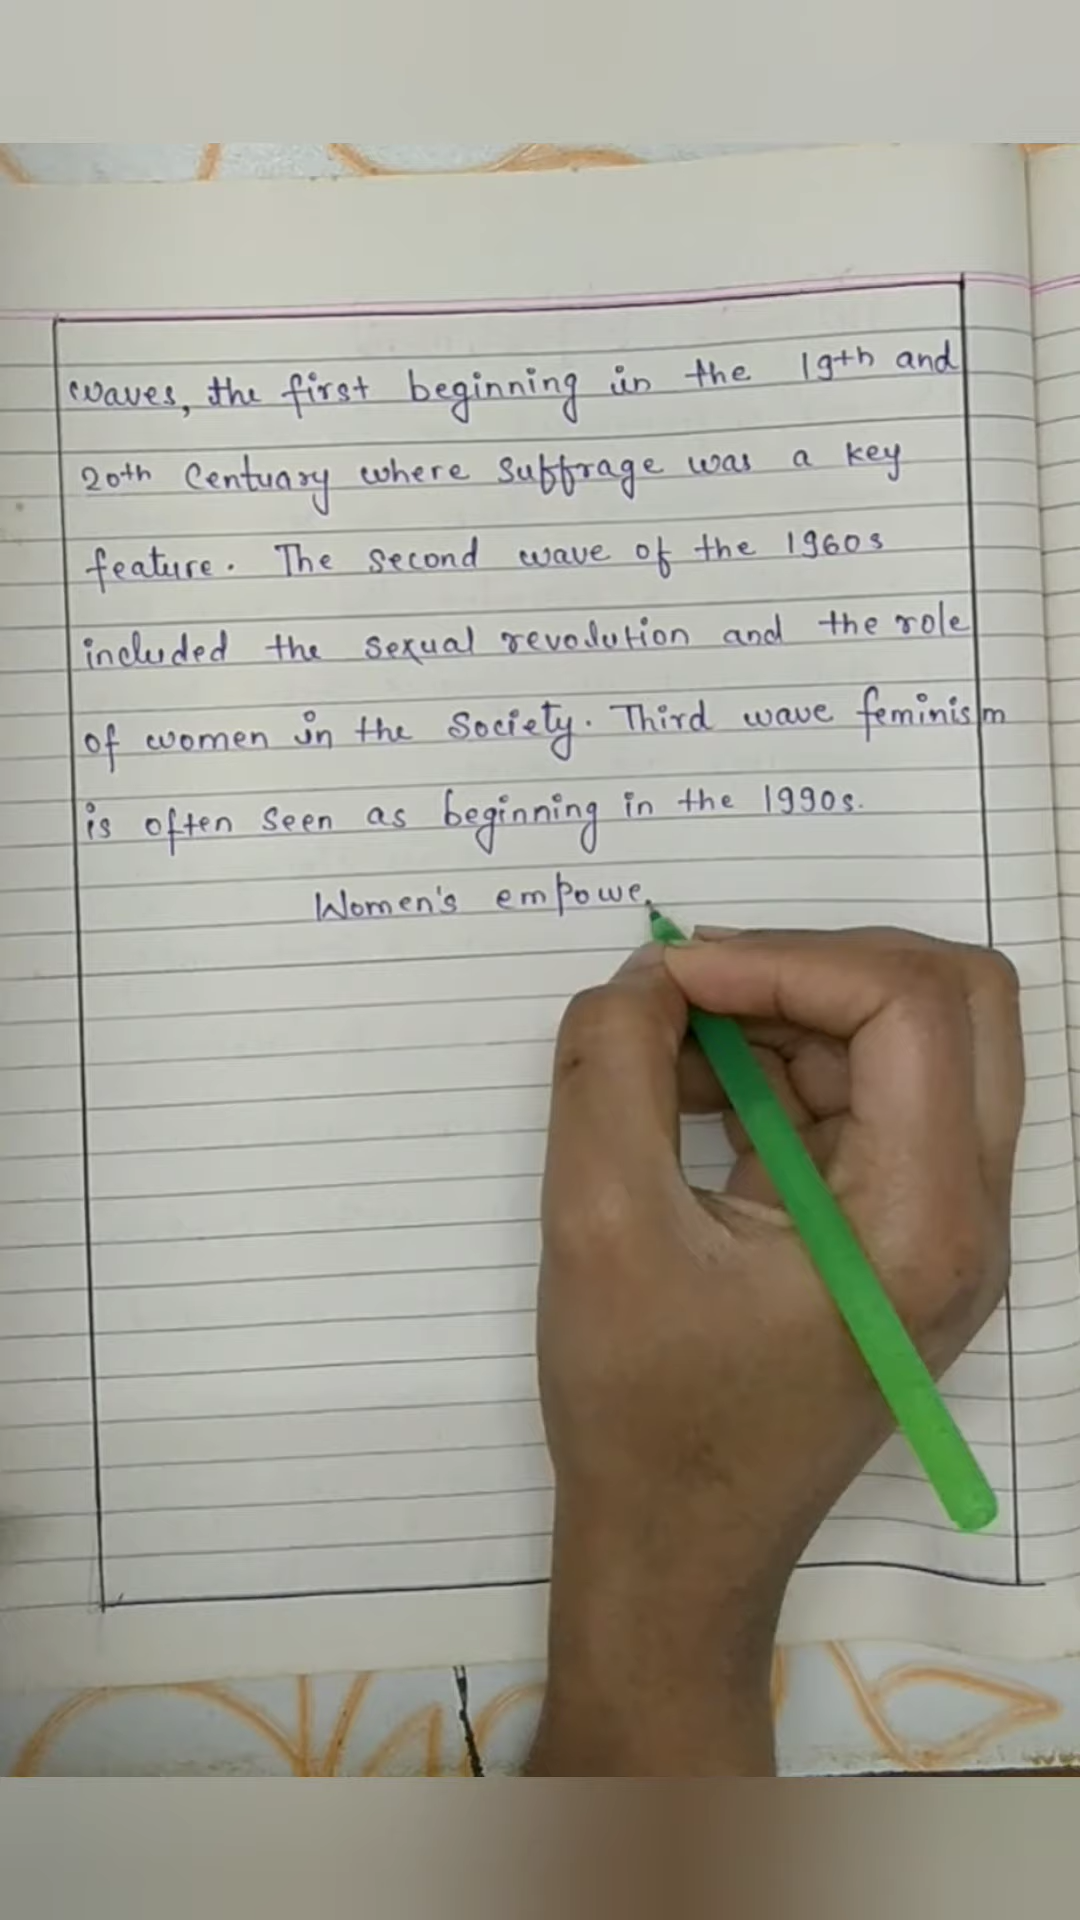 waves, the first beginning in the 19th and
20th Centuary where suffrage was a key
feature. The second wave of the 1960s
included the sexual revolution and the role
of women in the society. Third wave feminism
is often seen as beginning in the 1990s.
Women's empowe